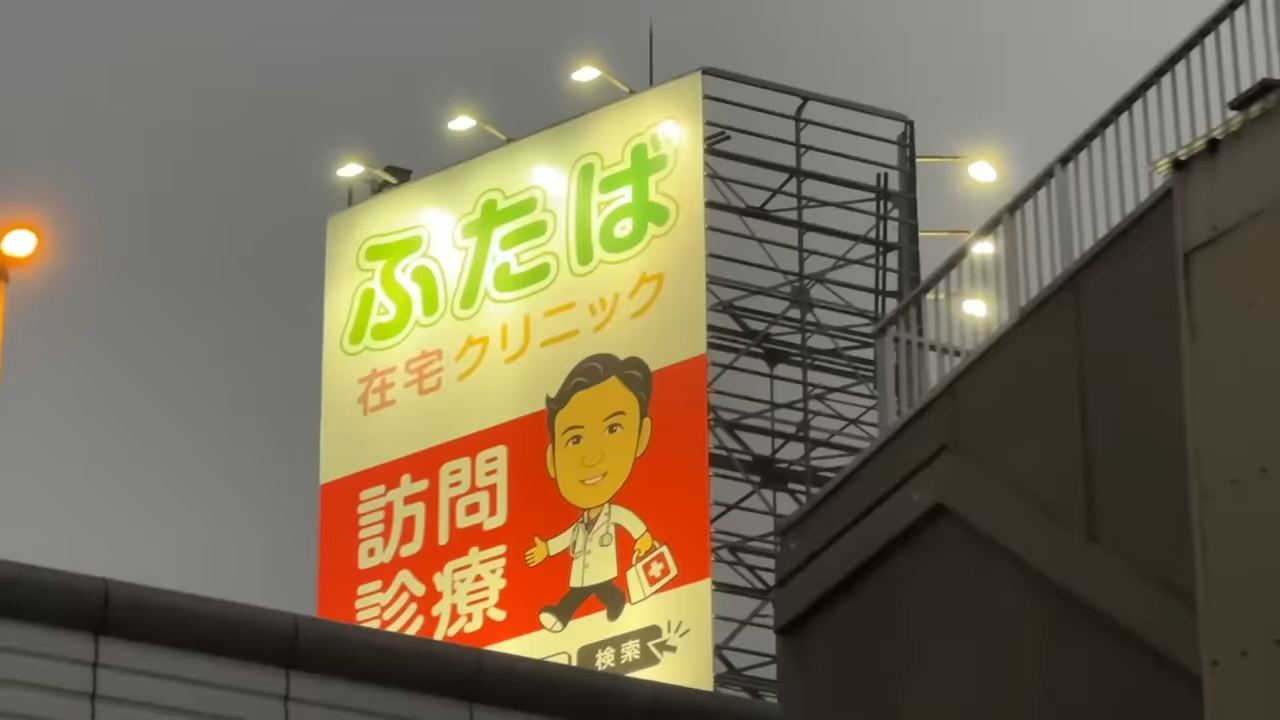 ふたば
在宅クリニック
訪問
診療
検索